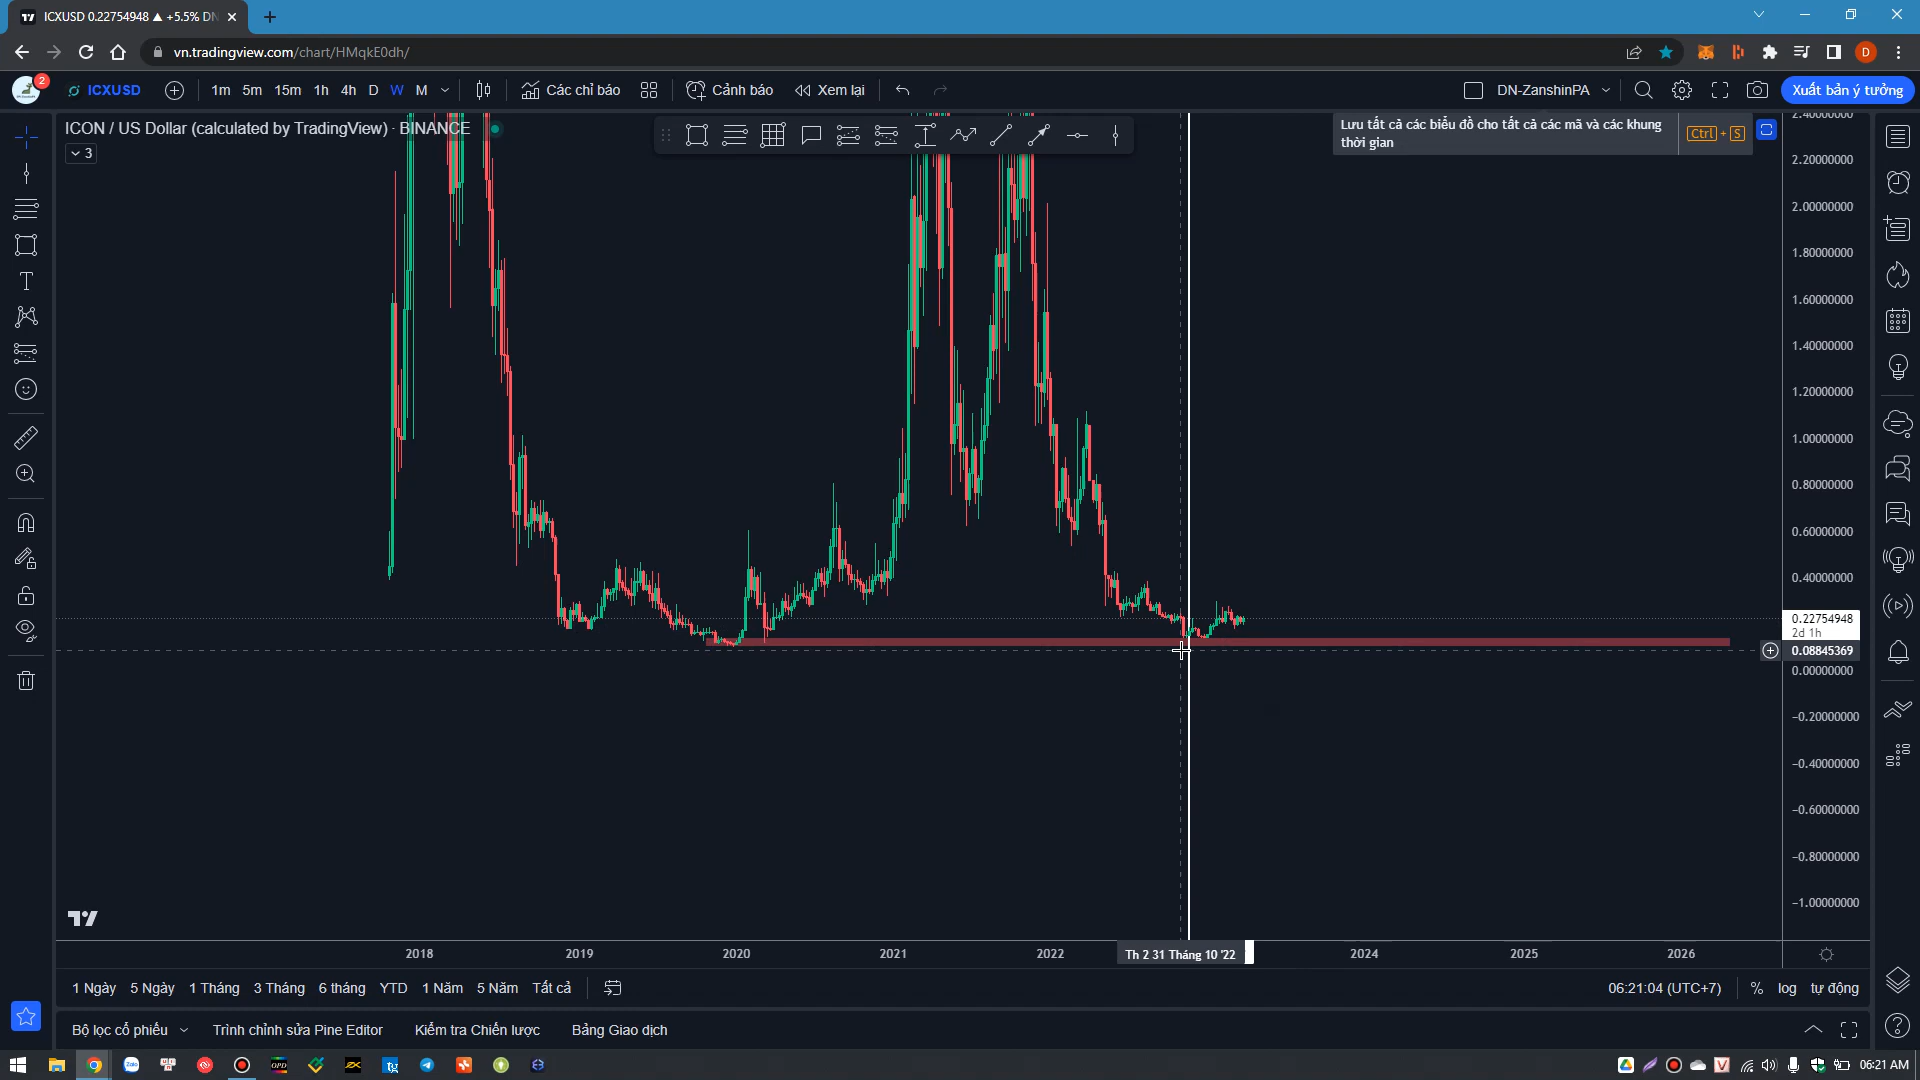 ICXUSD 0.22754948 ▲ +5.5% DN
vn.tradingview.com/chart/HMqkE0dh/
D
2
ICXUSD
1m 5m 15m 1h 4h D W M
Các chỉ báo
Cảnh báo
Xem lại
DN-ZanshinPA
Xuất bản ý tưởng
ICON / US Dollar (calculated by TradingView) · BINANCE
3
Lưu tất cả các biểu đồ cho tất cả các mã và các khung
thời gian
Ctrl + S
2.40000000
2.20000000
2.00000000
1.80000000
1.60000000
1.40000000
1.20000000
1.00000000
0.80000000
0.60000000
0.40000000
0.22754948
2d 1h
0.08845369
0.00000000
−0.20000000
−0.40000000
−0.60000000
−0.80000000
−1.00000000
2018 2019 2020 2021 2022 Th 2 31 Tháng 10 '22 2024 2025 2026
1 Ngày 5 Ngày 1 Tháng 3 Tháng 6 tháng YTD 1 Năm 5 Năm Tất cả
06:21:04 (UTC+7) % log tự động
Bộ lọc cổ phiếu Trình chỉnh sửa Pine Editor Kiểm tra Chiến lược Bảng Giao dịch
Zalo
OPD
06:21 AM